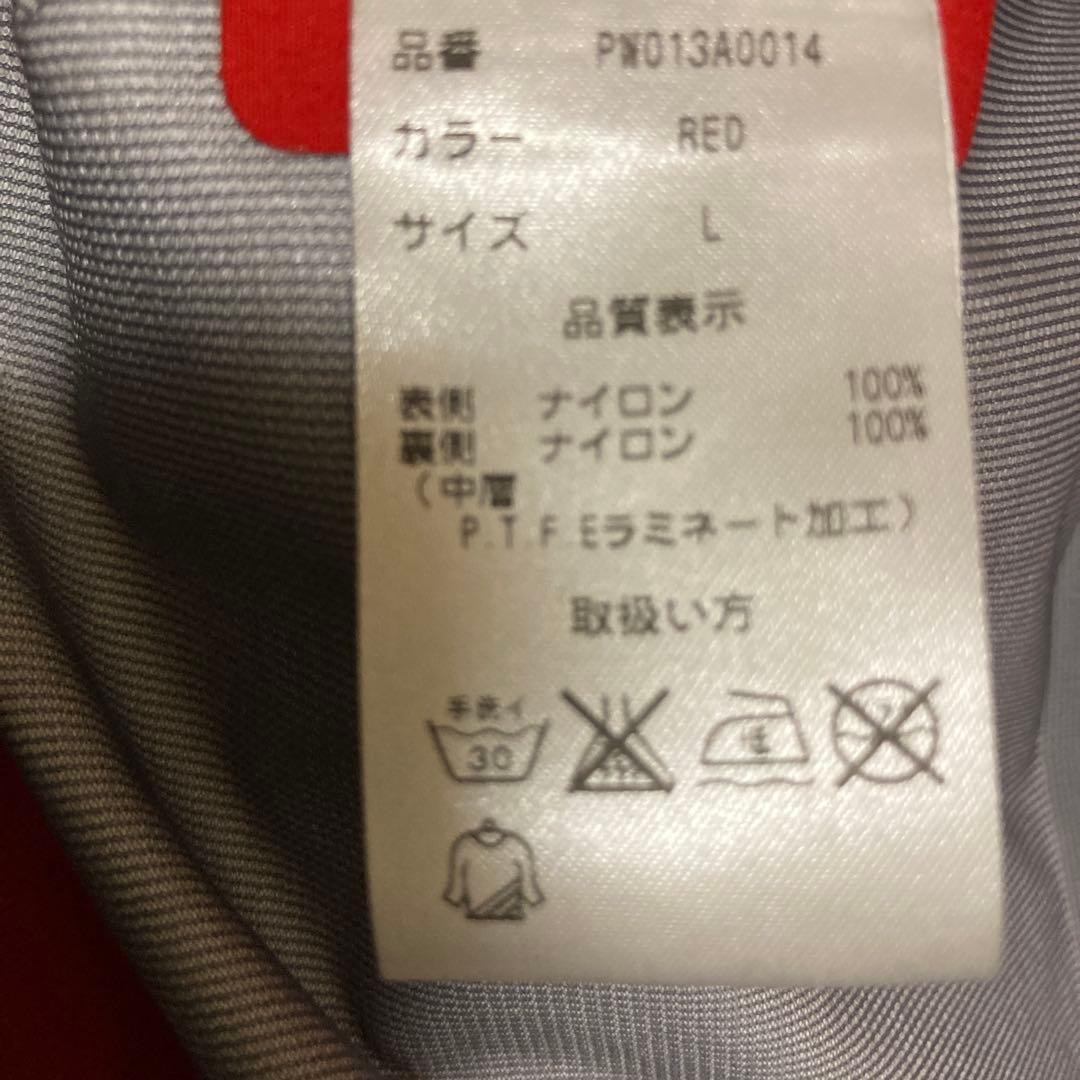 品番 PW013A0014
カラー RED
サイズ L
品質表示
表側 ナイロン 100%
裏側 ナイロン 100%
（中層
P.T.F.Eラミネート加工）
取扱い方
手洗イ
30
低